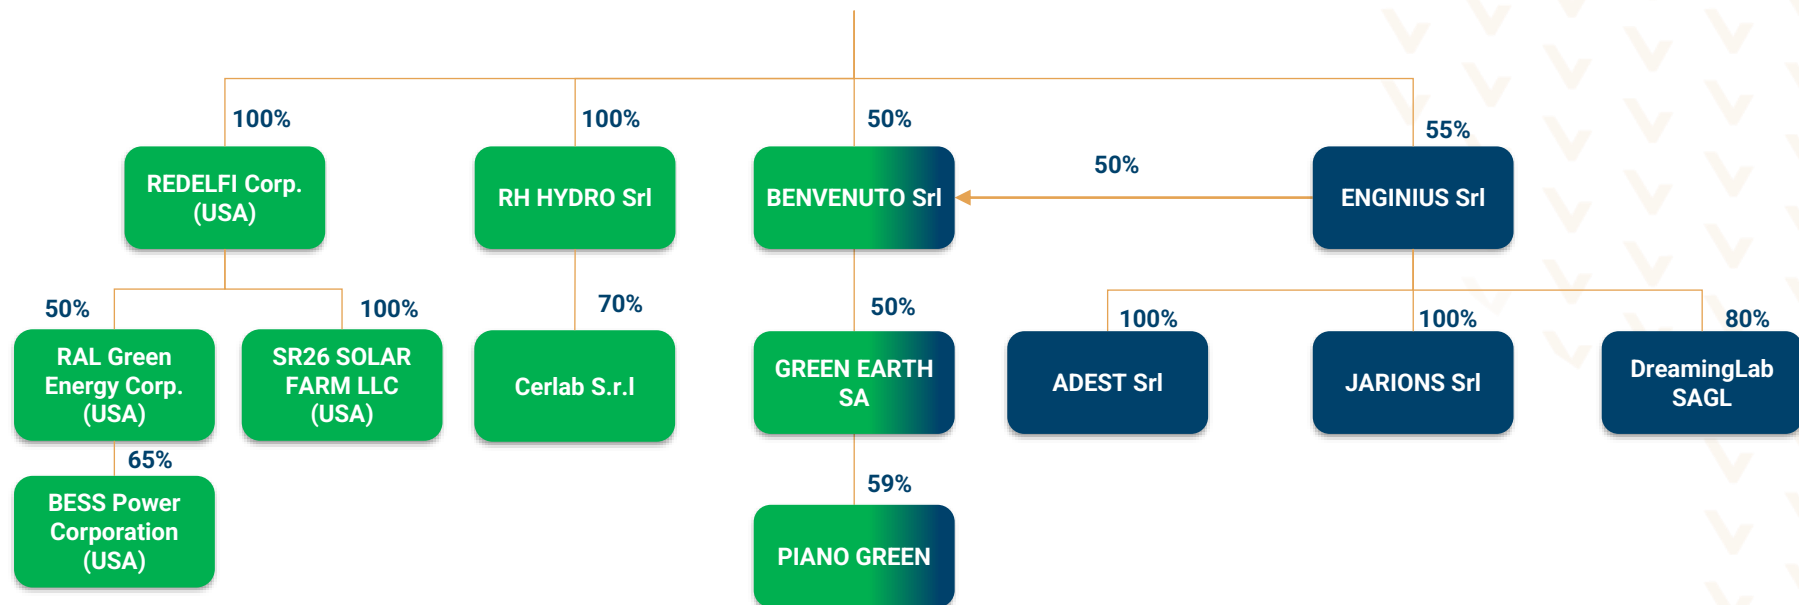 100%
100%
50%
55%
REDELFI Corp.
(USA)
RH HYDRO Srl
BENVENUTO Srl
50%
ENGINIUS Srl
50%
100%
70%
50%
100%
100%
80%
RAL Green
Energy Corp.
(USA)
SR26 SOLAR
FARM LLC
(USA)
Cerlab S.r.l
GREEN EARTH
SA
ADEST Srl
JARIONS Srl
DreamingLab
SAGL
65%
59%
BESS Power
Corporation
(USA)
PIANO GREEN